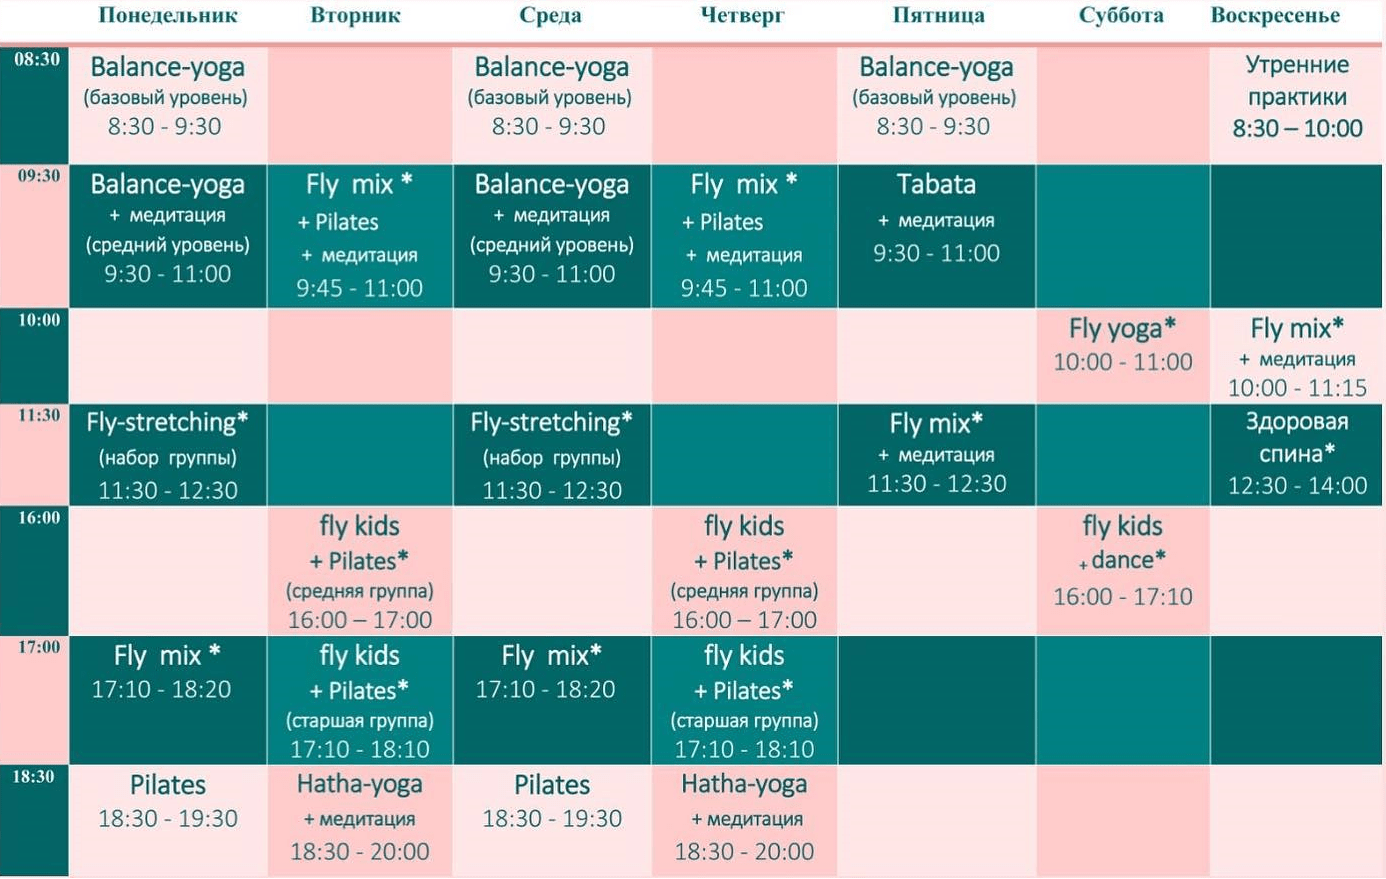 Понедельник Вторник Среда Четверг Пятница Суббота Воскресенье
08:30
Balance-yoga
(базовый уровень)
8:30 - 9:30
Balance-yoga
(базовый уровень)
8:30 - 9:30
Balance-yoga
(базовый уровень)
8:30 - 9:30
Утренние
практики
8:30 – 10:00
09:30
Balance-yoga
+ медитация
(средний уровень)
9:30 - 11:00
Fly mix *
+ Pilates
+ медитация
9:45 - 11:00
Balance-yoga
+ медитация
(средний уровень)
9:30 - 11:00
Fly mix *
+ Pilates
+ медитация
9:45 - 11:00
Tabata
+ медитация
9:30 - 11:00
10:00
Fly yoga*
10:00 - 11:00
Fly mix*
+ медитация
10:00 - 11:15
11:30
Fly-stretching*
(набор группы)
11:30 - 12:30
Fly-stretching*
(набор группы)
11:30 - 12:30
Fly mix*
+ медитация
11:30 - 12:30
Здоровая
спина*
12:30 - 14:00
16:00
fly kids
+ Pilates*
(средняя группа)
16:00 – 17:00
fly kids
+ Pilates*
(средняя группа)
16:00 – 17:00
fly kids
+ dance*
16:00 - 17:10
17:00
Fly mix *
17:10 - 18:20
fly kids
+ Pilates*
(старшая группа)
17:10 - 18:10
Fly mix*
17:10 - 18:20
fly kids
+ Pilates*
(старшая группа)
17:10 - 18:10
18:30
Pilates
18:30 - 19:30
Hatha-yoga
+ медитация
18:30 - 20:00
Pilates
18:30 - 19:30
Hatha-yoga
+ медитация
18:30 - 20:00